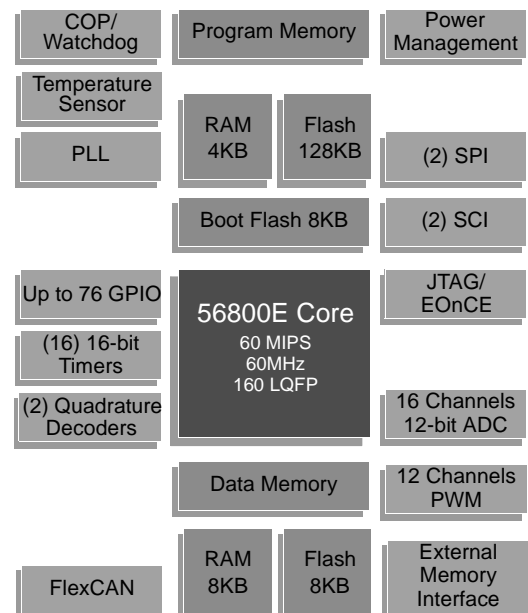 COP/
Watchdog
Program Memory
Power
Management
Temperature
Sensor
RAM
4KB
Flash
128KB
PLL
(2) SPI
Boot Flash 8KB
(2) SCI
Up to 76 GPIO
56800E Core
60 MIPS
60MHz
160 LQFP
JTAG/
EOnCE
(16) 16-bit
Timers
(2) Quadrature
Decoders
16 Channels
12-bit ADC
Data Memory
12 Channels
PWM
FlexCAN
RAM
8KB
Flash
8KB
External
Memory
Interface